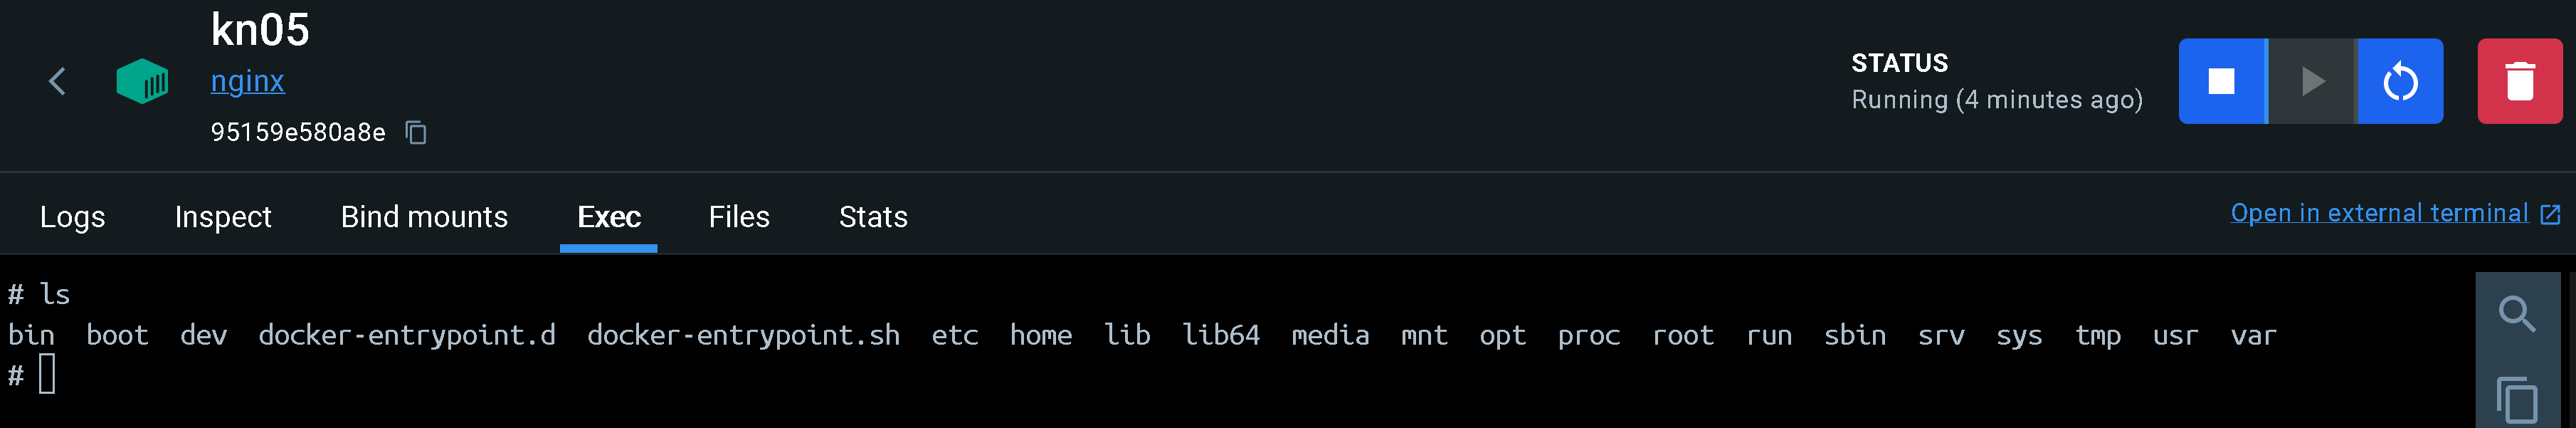 kn05
nginx
95159e580a8e
STATUS
Running (4 minutes ago)
Logs Inspect Bind mounts Exec Files Stats
Open in external terminal
# ls
bin boot dev docker-entrypoint.d docker-entrypoint.sh etc home lib lib64 media mnt opt proc root run sbin srv sys tmp usr var
#